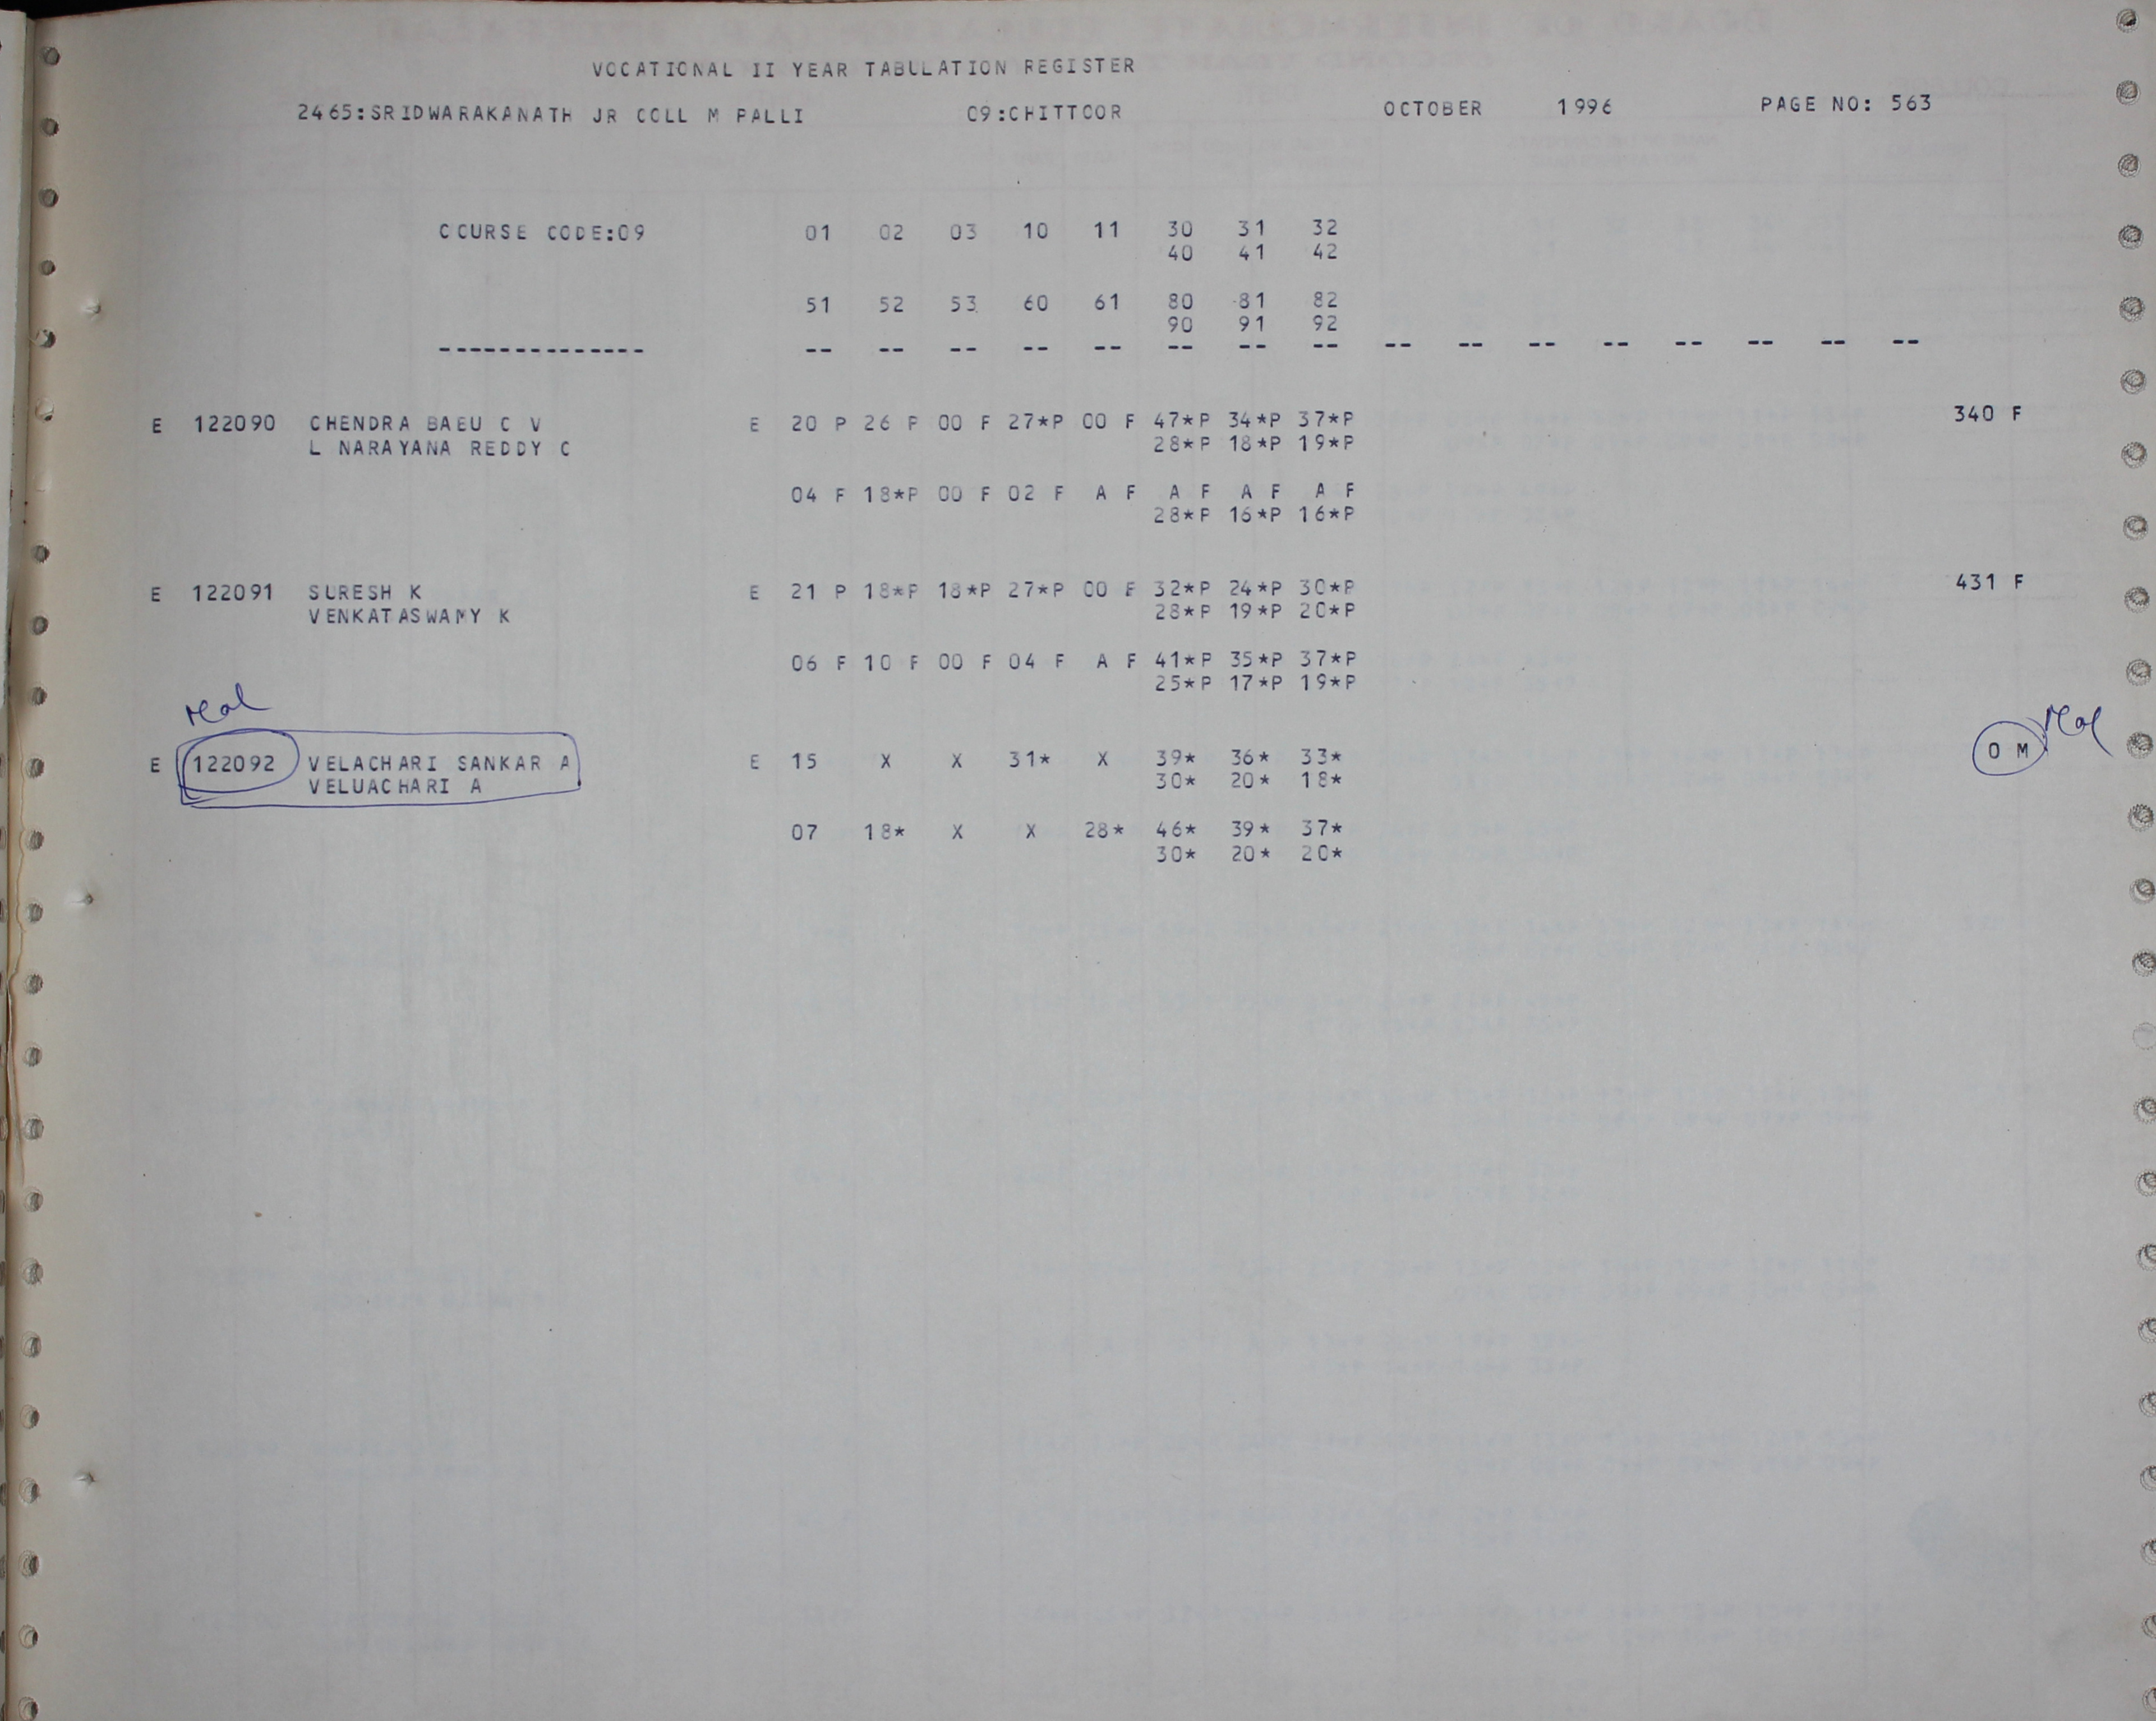 VOCATIONAL II YEAR TABULATION REGISTER
2465:SRIDWARAKANATH JR COLL M PALLI 09:CHITTOOR OCTOBER 1996 PAGE NO: 563
COURSE CODE:09 01 02 03 10 11 30 31 32
40 41 42
51 52 53 60 61 80 81 82
90 91 92
-------------- -- -- -- -- -- -- -- -- -- -- -- -- -- -- -- --
E 122090 CHENDRA BABU C V E 20 P 26 P 00 F 27*P 00 F 47*P 34*P 37*P 340 F
L NARAYANA REDDY C 28*P 18*P 19*P
04 F 18*P 00 F 02 F A F A F A F A F
28*P 16*P 16*P
E 122091 SURESH K E 21 P 18*P 18*P 27*P 00 F 32*P 24*P 30*P 431 F
VENKATASWAMY K 28*P 19*P 20*P
06 F 10 F 00 F 04 F A F 41*P 35*P 37*P
25*P 17*P 19*P
E 122092 VELACHARI SANKAR A E 15 X X 31* X 39* 36* 33* 0 M
VELUACHARI A 30* 20* 18*
07 18* X X 28* 46* 39* 37*
30* 20* 20*